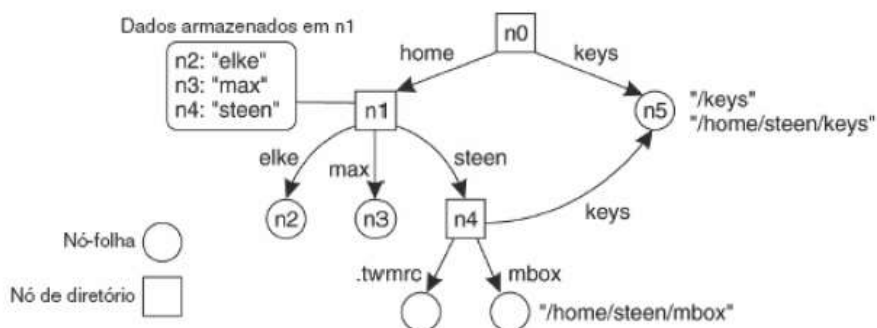 Dados armazenados em n1
n2: "elke"
n3: "max"
n4: "steen"
n0
home
keys
n1
n5
"/keys"
"/home/steen/keys"
elke
max
steen
n2
n3
n4
keys
Nó-folha
.twmrc
mbox
Nó de diretório
"/home/steen/mbox"